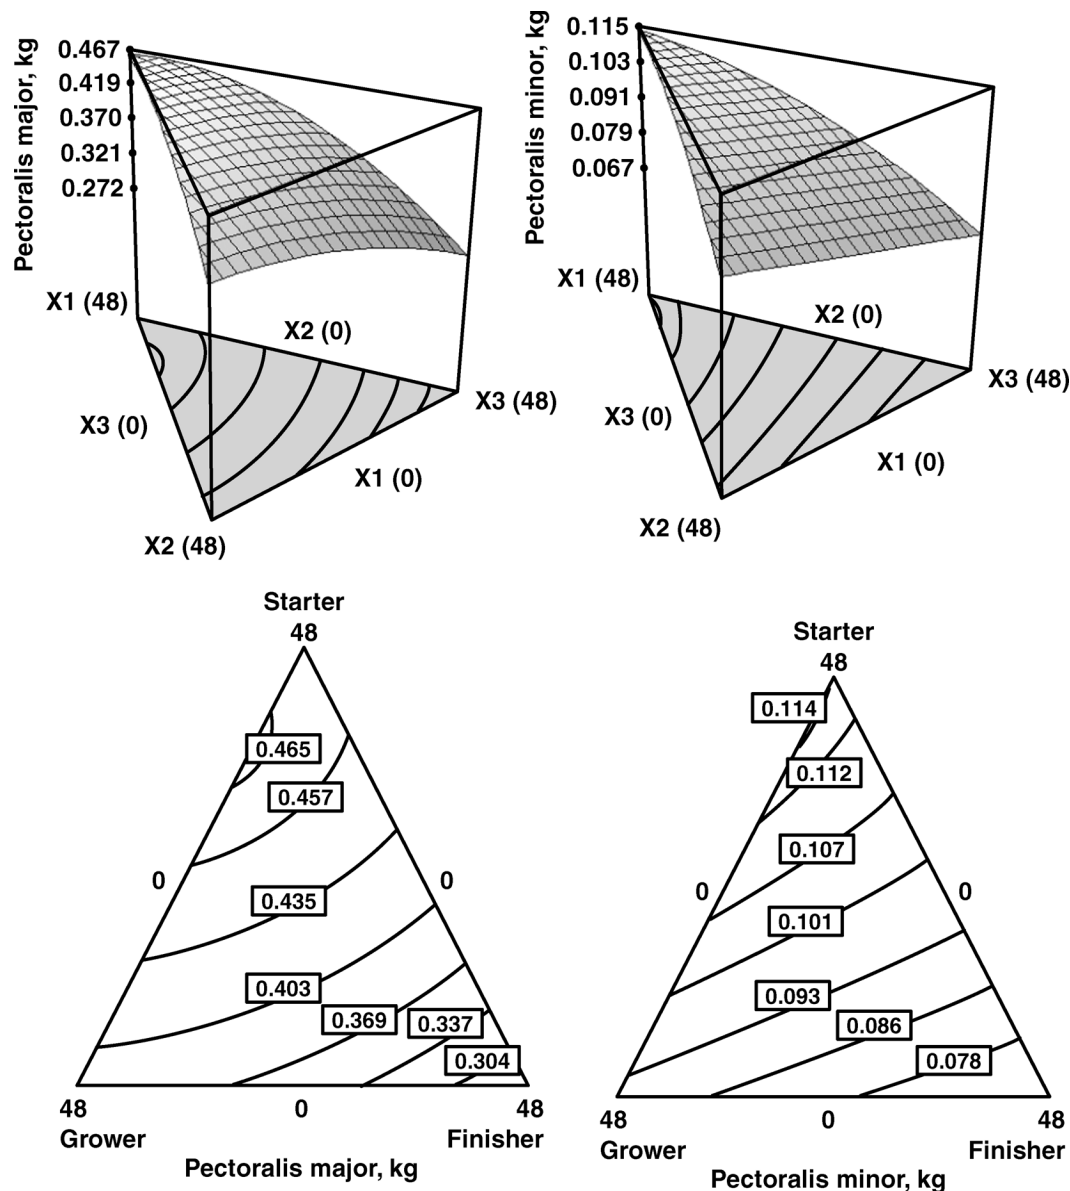 Pectoralis major, kg
0.467
0.419
0.370
0.321
0.272
X1 (48)
X2 (0)
X3 (0)
X3 (48)
X1 (0)
X2 (48)
Pectoralis minor, kg
0.115
0.103
0.091
0.079
0.067
X1 (48)
X2 (0)
X3 (48)
X3 (0)
X1 (0)
X2 (48)
Starter
48
0.465
0.457
0
0
0.435
0.403
0.369
0.337
0.304
48
0
48
Grower
Finisher
Pectoralis major, kg
Starter
48
0.114
0.112
0.107
0
0
0.101
0.093
0.086
0.078
48
0
48
Grower
Finisher
Pectoralis minor, kg